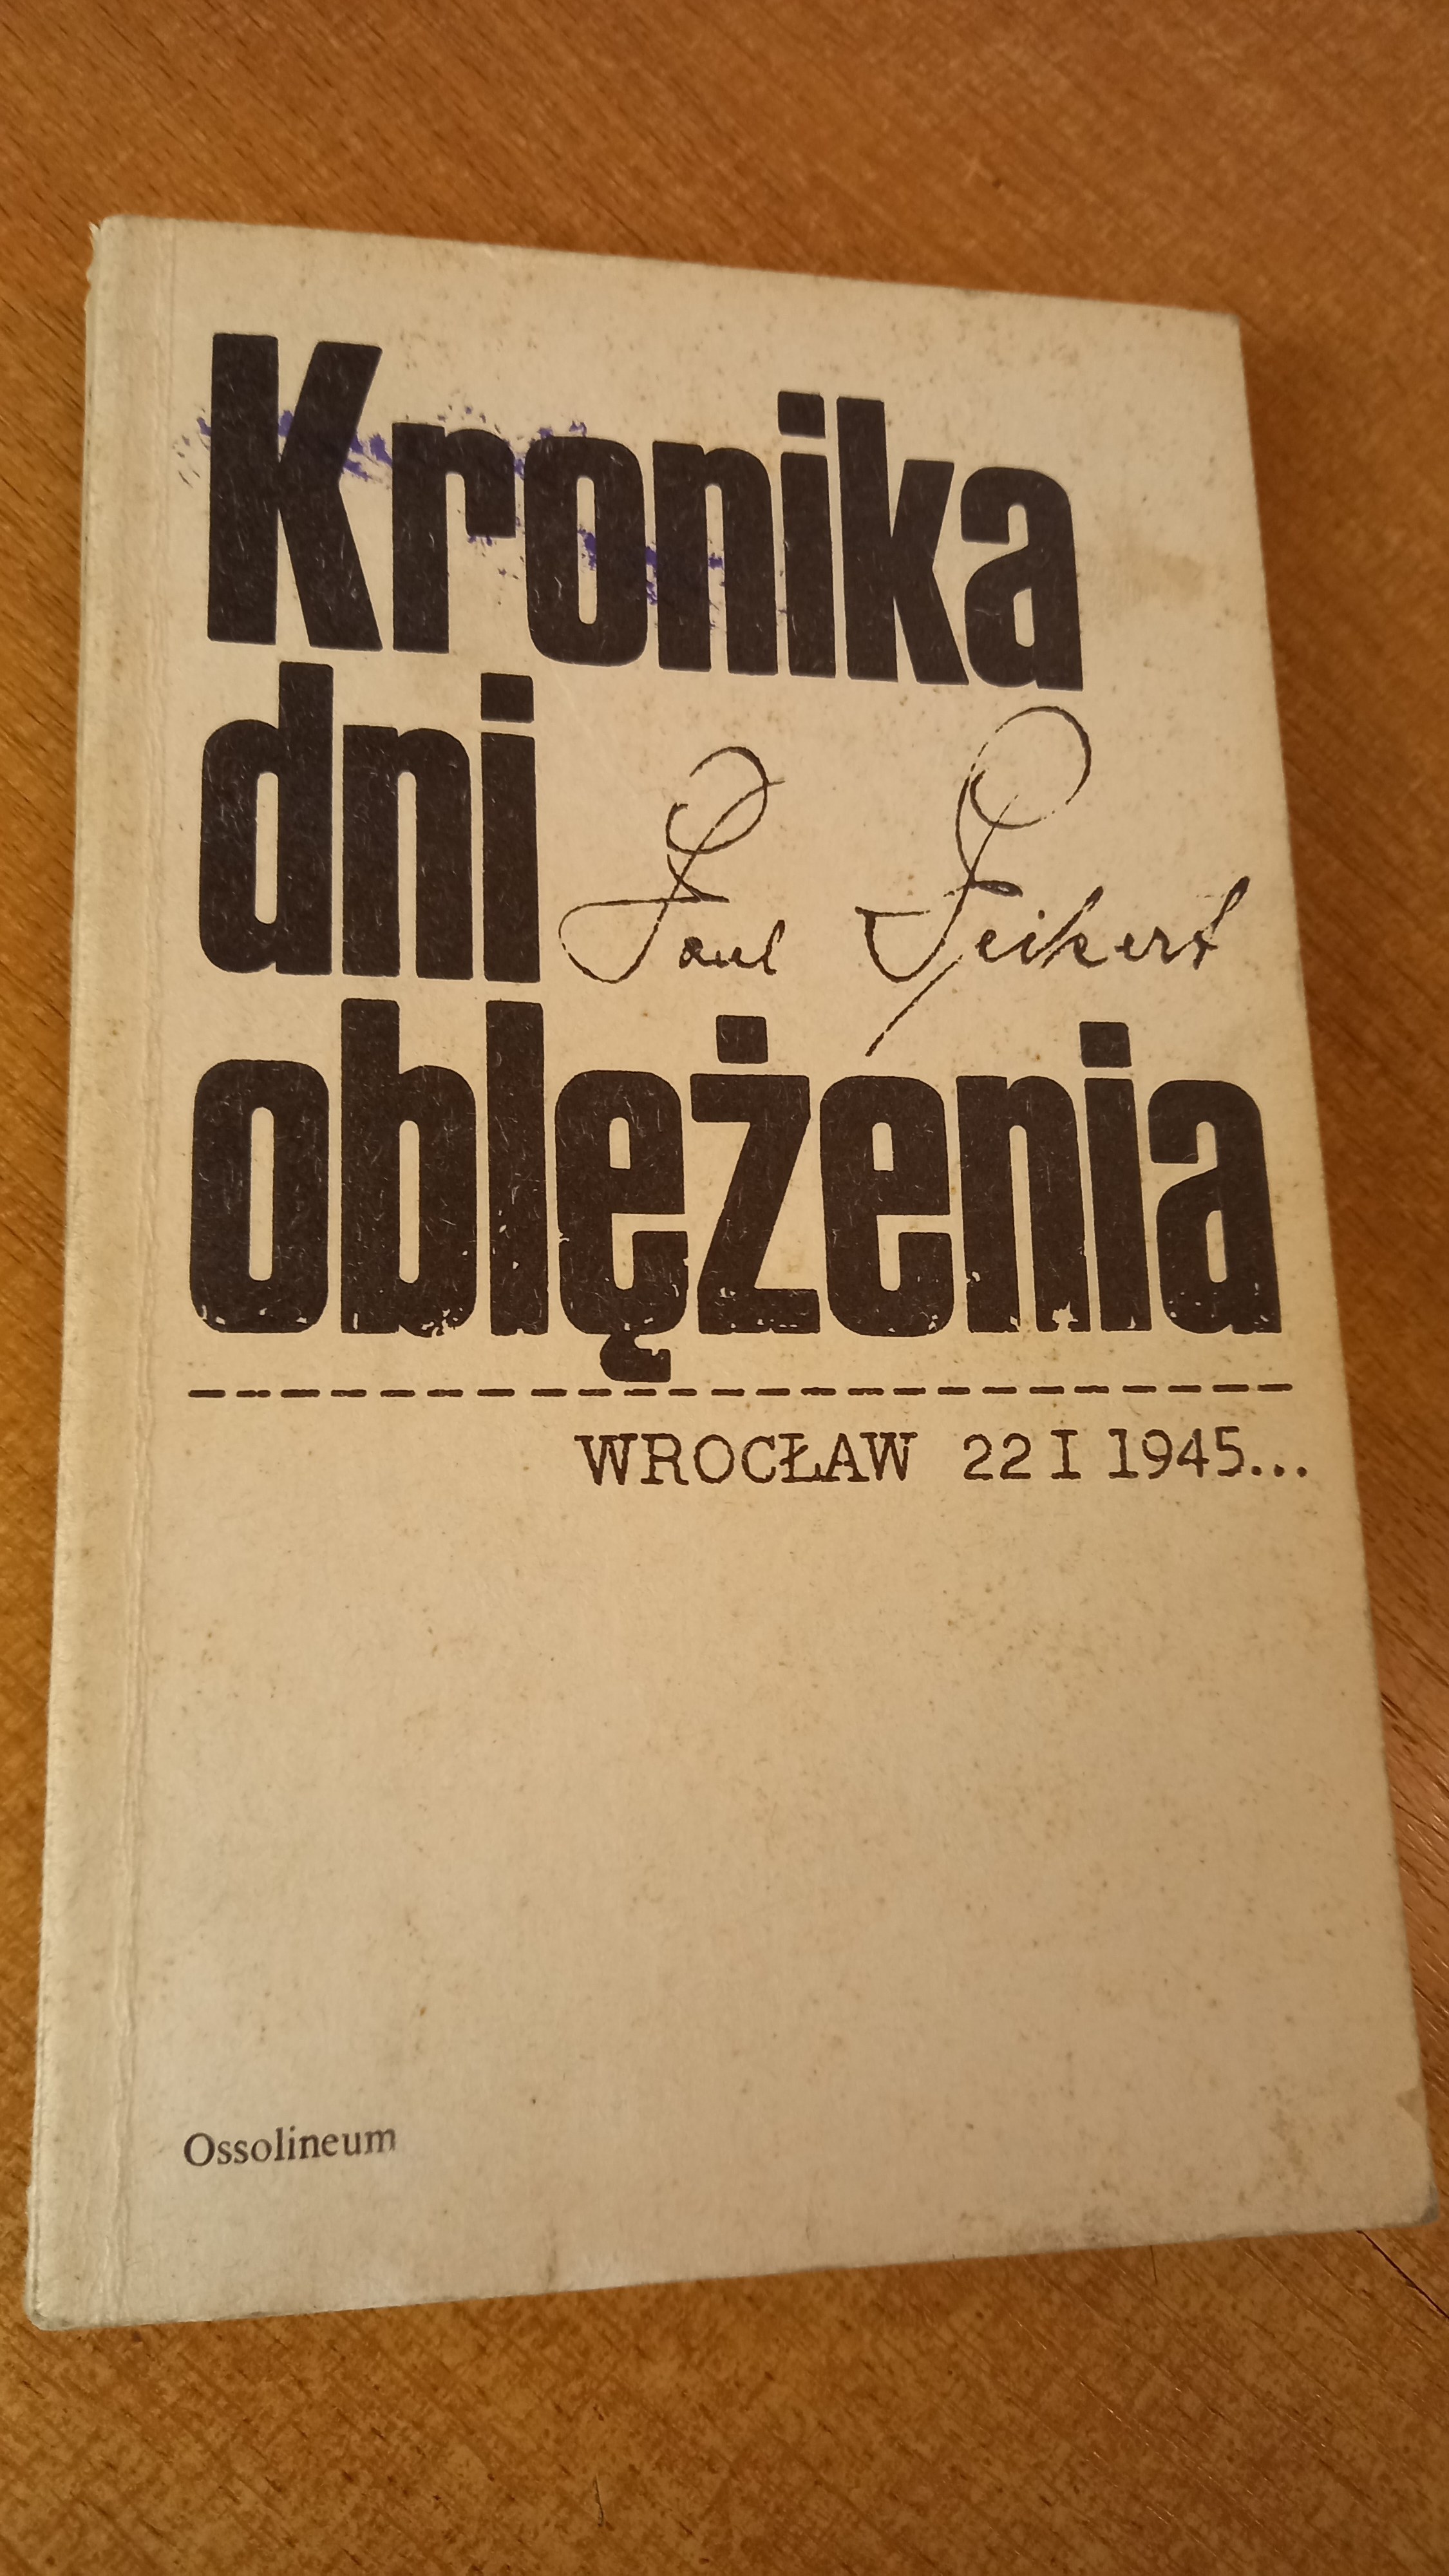 Kronika
dni
Paul Peikert
oblężenia
WROCŁAW 22 I 1945...
Ossolineum